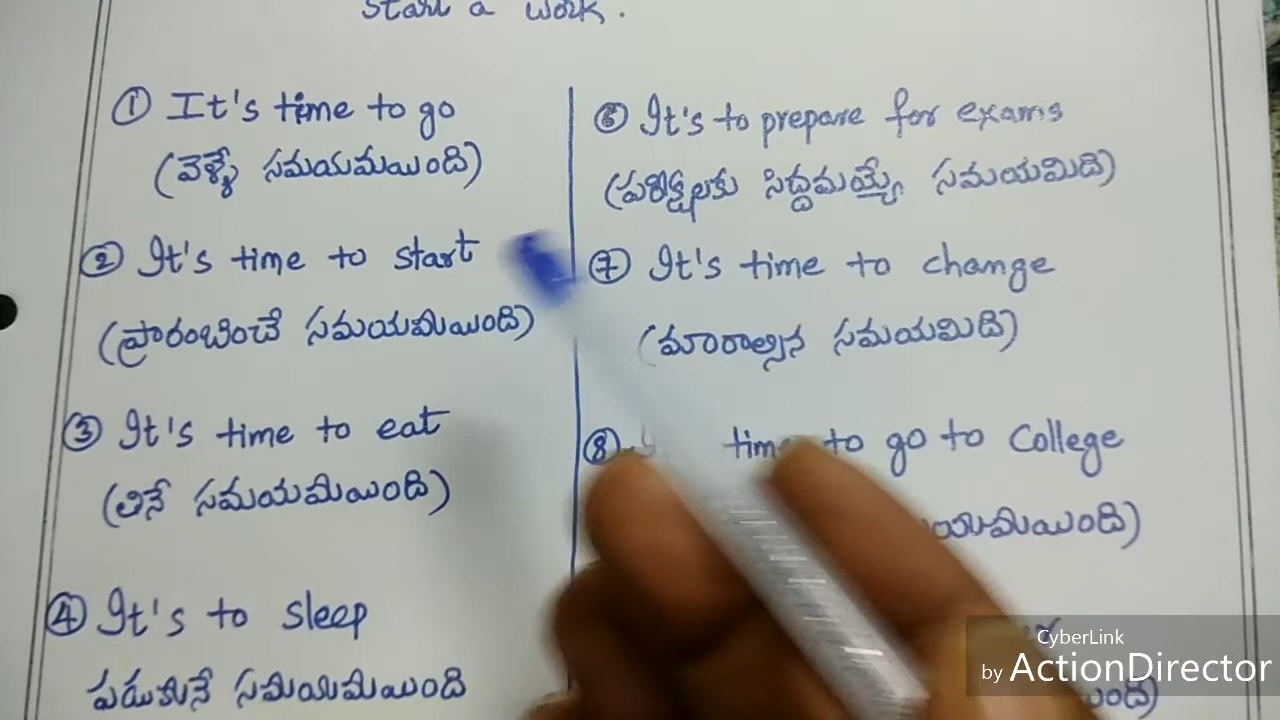 start a work.
① It's time to go
(వెళ్ళే సమయమయింది)
② It's time to start
(ప్రారంభించే సమయమయింది)
③ It's time to eat
(తినే సమయమయింది)
④ It's to sleep
పడుకునే సమయమయింది
⑥ It's to prepare for exams
(పరీక్షలకు సిద్దమయ్యే సమయమిది)
⑦ It's time to change
(మారాల్సిన సమయమిది)
⑧ time to go to College
CyberLink
by ActionDirector